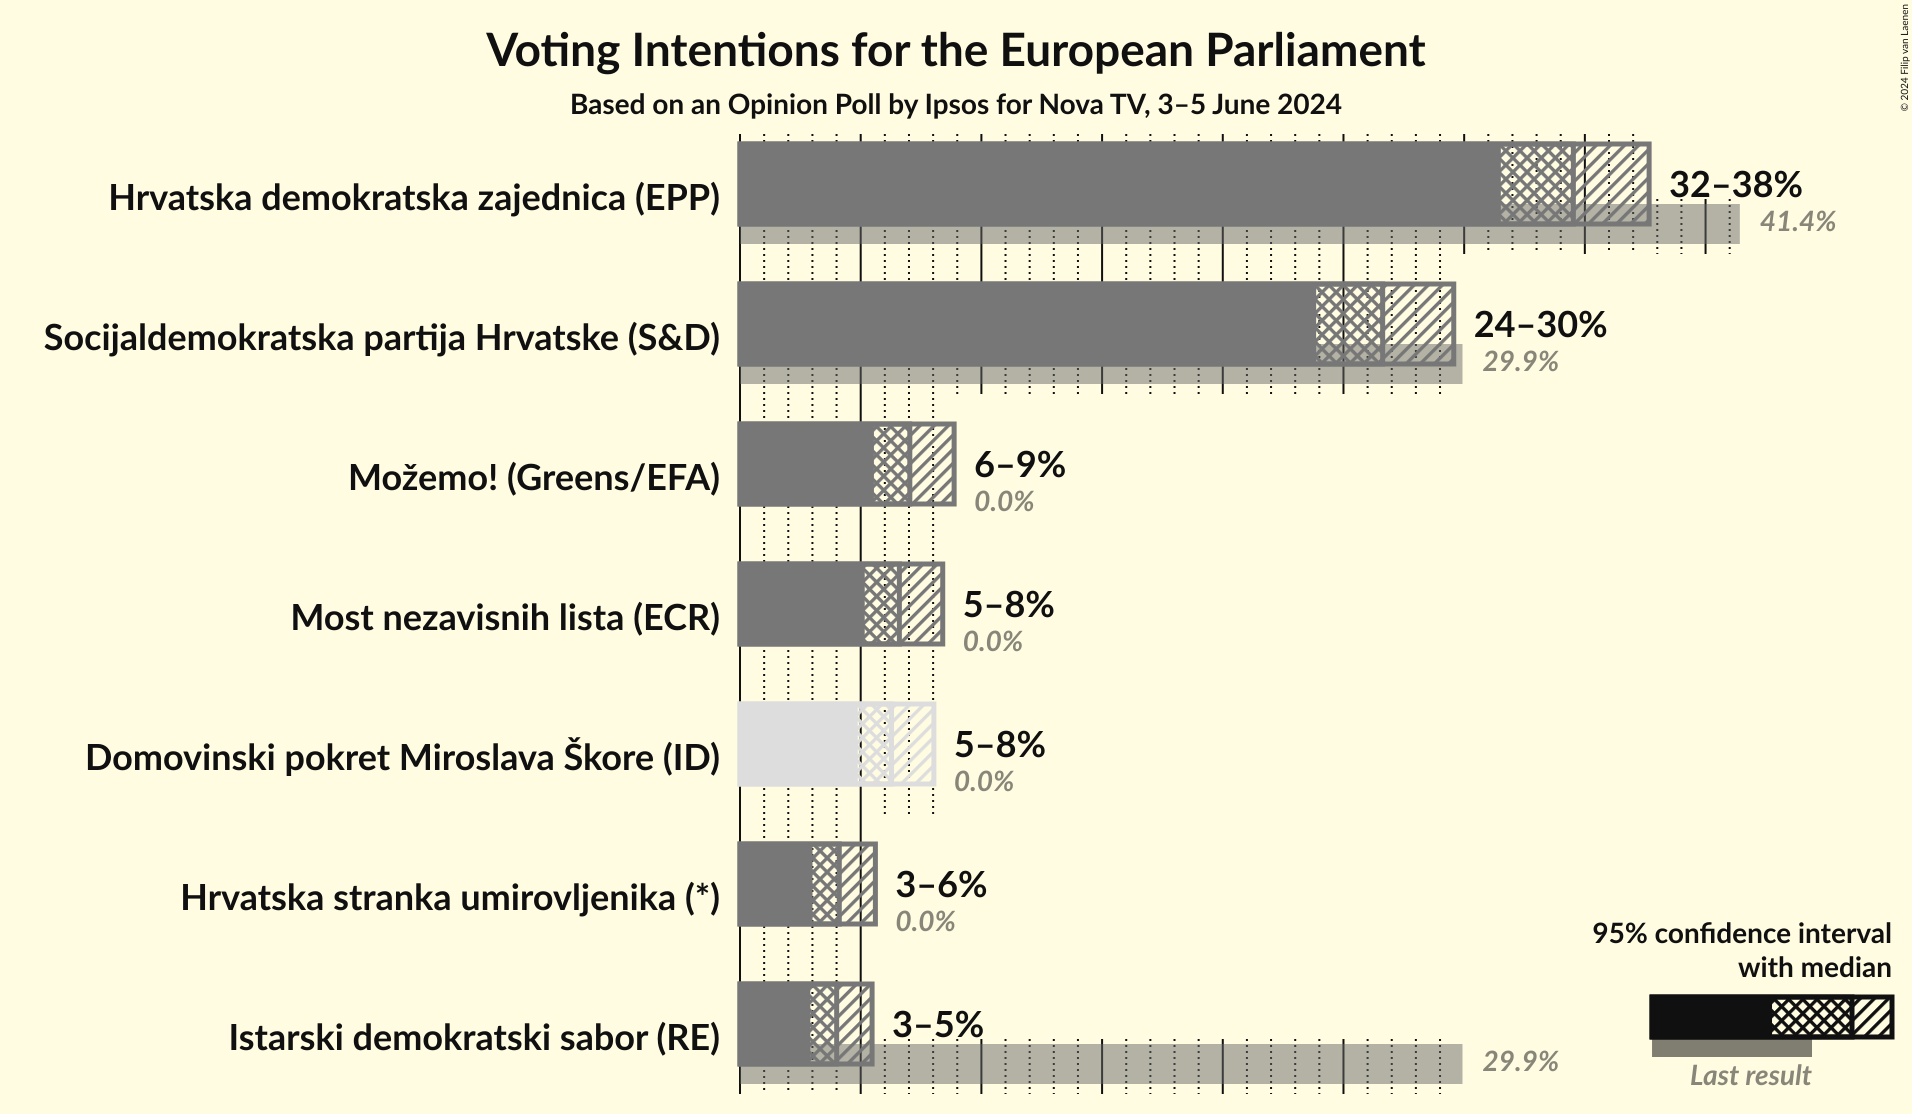 Voting Intentions for the European Parliament
Based on an Opinion Poll by Ipsos for Nova TV, 3–5 June 2024
© 2024 Filip van Laenen
Hrvatska demokratska zajednica (EPP)
32–38%
41.4%
Socijaldemokratska partija Hrvatske (S&D)
24–30%
29.9%
Možemo! (Greens/EFA)
6–9%
0.0%
Most nezavisnih lista (ECR)
5–8%
0.0%
Domovinski pokret Miroslava Škore (ID)
5–8%
0.0%
Hrvatska stranka umirovljenika (*)
3–6%
0.0%
Istarski demokratski sabor (RE)
3–5%
29.9%
95% confidence interval
with median
Last result